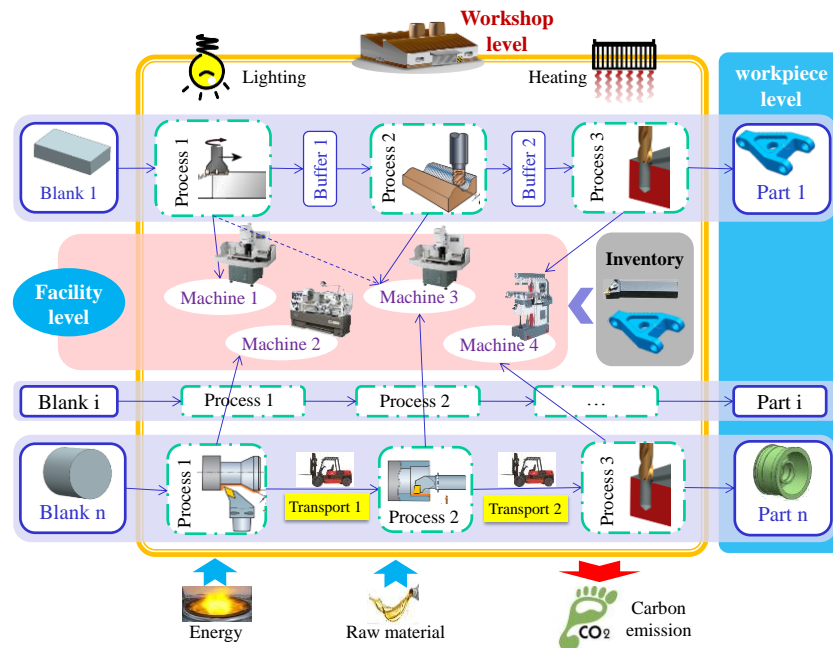 Workshop
level
Lighting
Heating
workpiece
level
Blank 1
Process 1
Buffer 1
Process 2
Buffer 2
Process 3
Part 1
Facility
level
Machine 1
Machine 2
Machine 3
Machine 4
Inventory
Blank i
Process 1
Process 2
…
Part i
Blank n
Process 1
Transport 1
Process 2
Transport 2
Process 3
Part n
Energy
Raw material
CO2
Carbon
emission